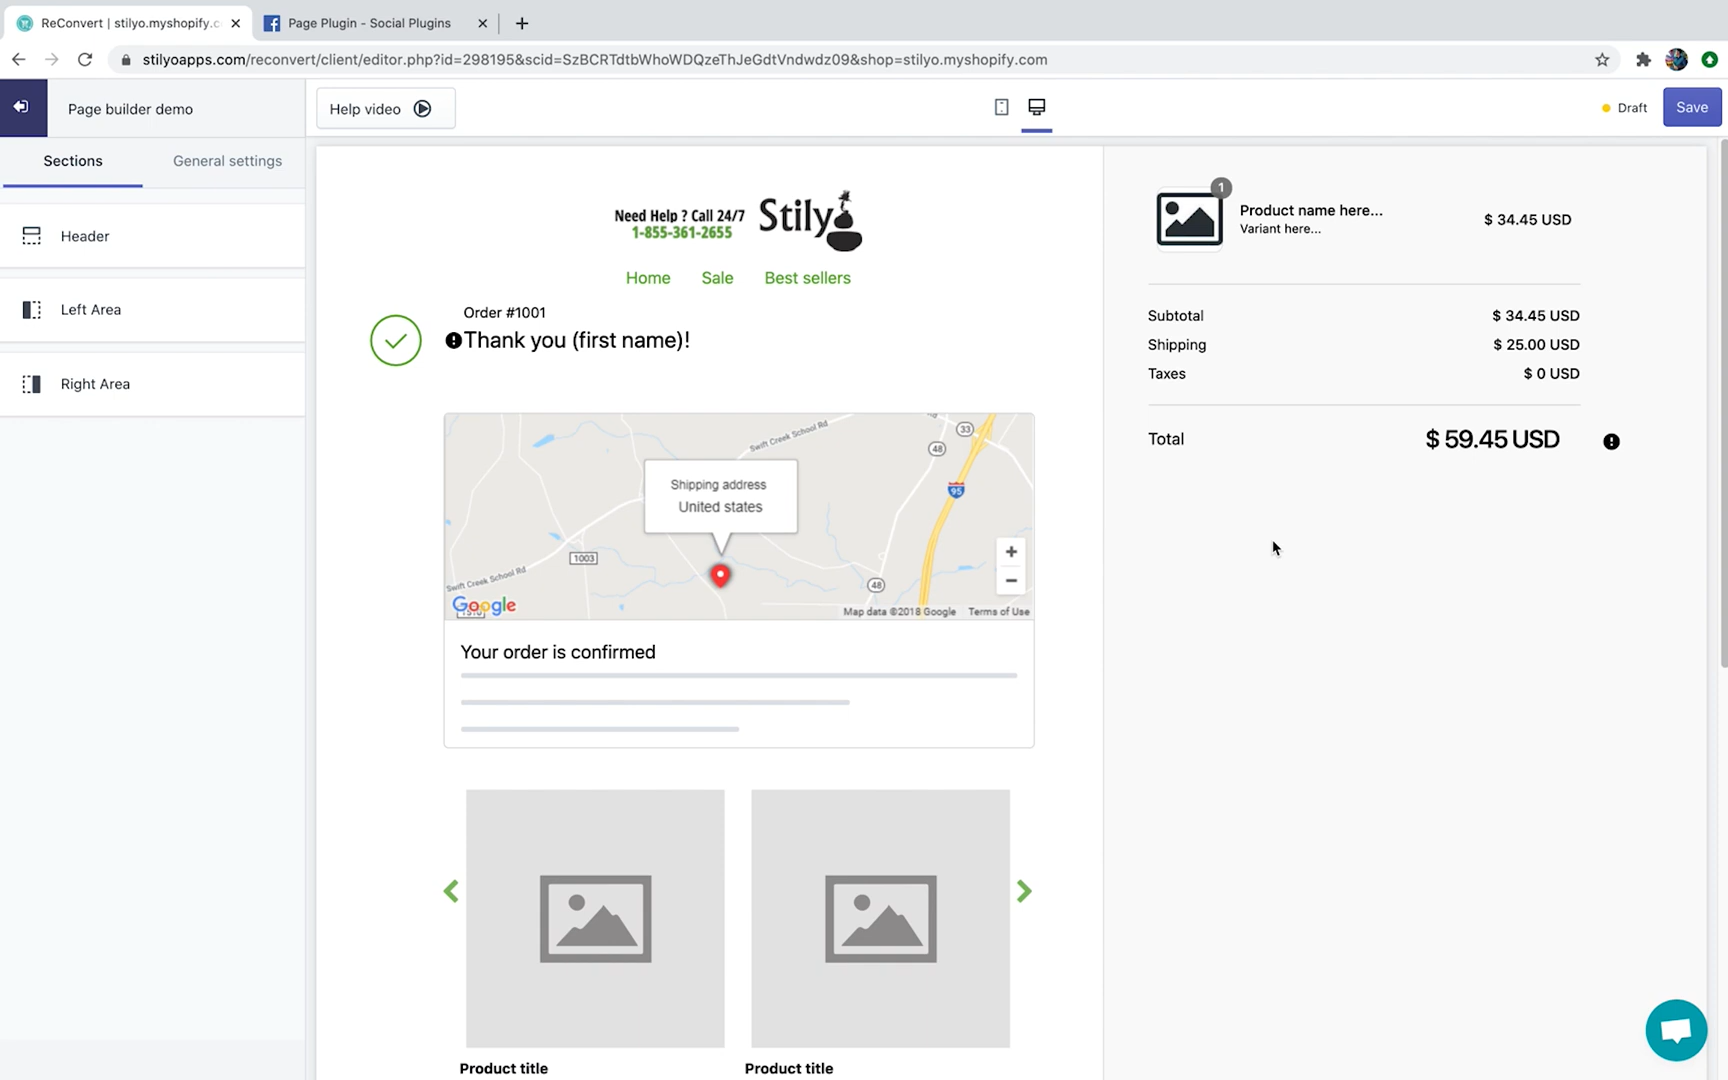 ReConvert | stilyo.myshopify.c
Page Plugin - Social Plugins
stilyoapps.com/reconvert/client/editor.php?id=298195&scid=SzBCRTdtbWhoWDQzeThJeGdtVndwdz09&shop=stilyo.myshopify.com
Page builder demo
Help video
Draft
Save
Sections
General settings
Header
Left Area
Right Area
Need Help ? Call 24/7
1-855-361-2655
Stilyo
Home
Sale
Best sellers
Order #1001
Thank you (first name)!
Swift Creek School Rd
33
48
95
Shipping address
United states
1003
Swift Creek School Rd
48
Google
Map data ©2018 Google
Terms of Use
Your order is confirmed
Product title
Product title
1
Product name here...
Variant here...
$ 34.45 USD
Subtotal
$ 34.45 USD
Shipping
$ 25.00 USD
Taxes
$ 0 USD
Total
$ 59.45 USD